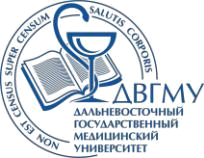 NON EST CENSUS SUPER CENSUM SALUTIS CORPORIS
ДВГМУ
ДАЛЬНЕВОСТОЧНЫЙ
ГОСУДАРСТВЕННЫЙ
МЕДИЦИНСКИЙ
УНИВЕРСИТЕТ